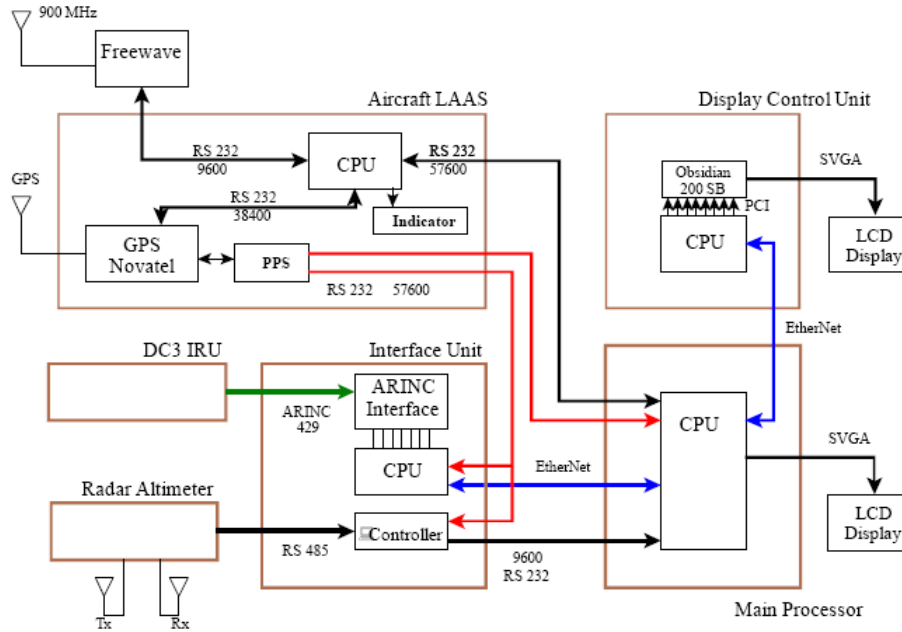 900 MHz
Freewave
Aircraft LAAS
Display Control Unit
RS 232
9600
CPU
RS 232
57600
Obsidian
200 SB
SVGA
GPS
RS 232
38400
Indicator
PCI
CPU
LCD
Display
GPS
Novatel
PPS
RS 232 57600
EtherNet
DC3 IRU
Interface Unit
ARINC
429
ARINC
Interface
CPU
CPU
EtherNet
SVGA
Radar Altimeter
RS 485
Controller
9600
RS 232
LCD
Display
Tx
Rx
Main Processor